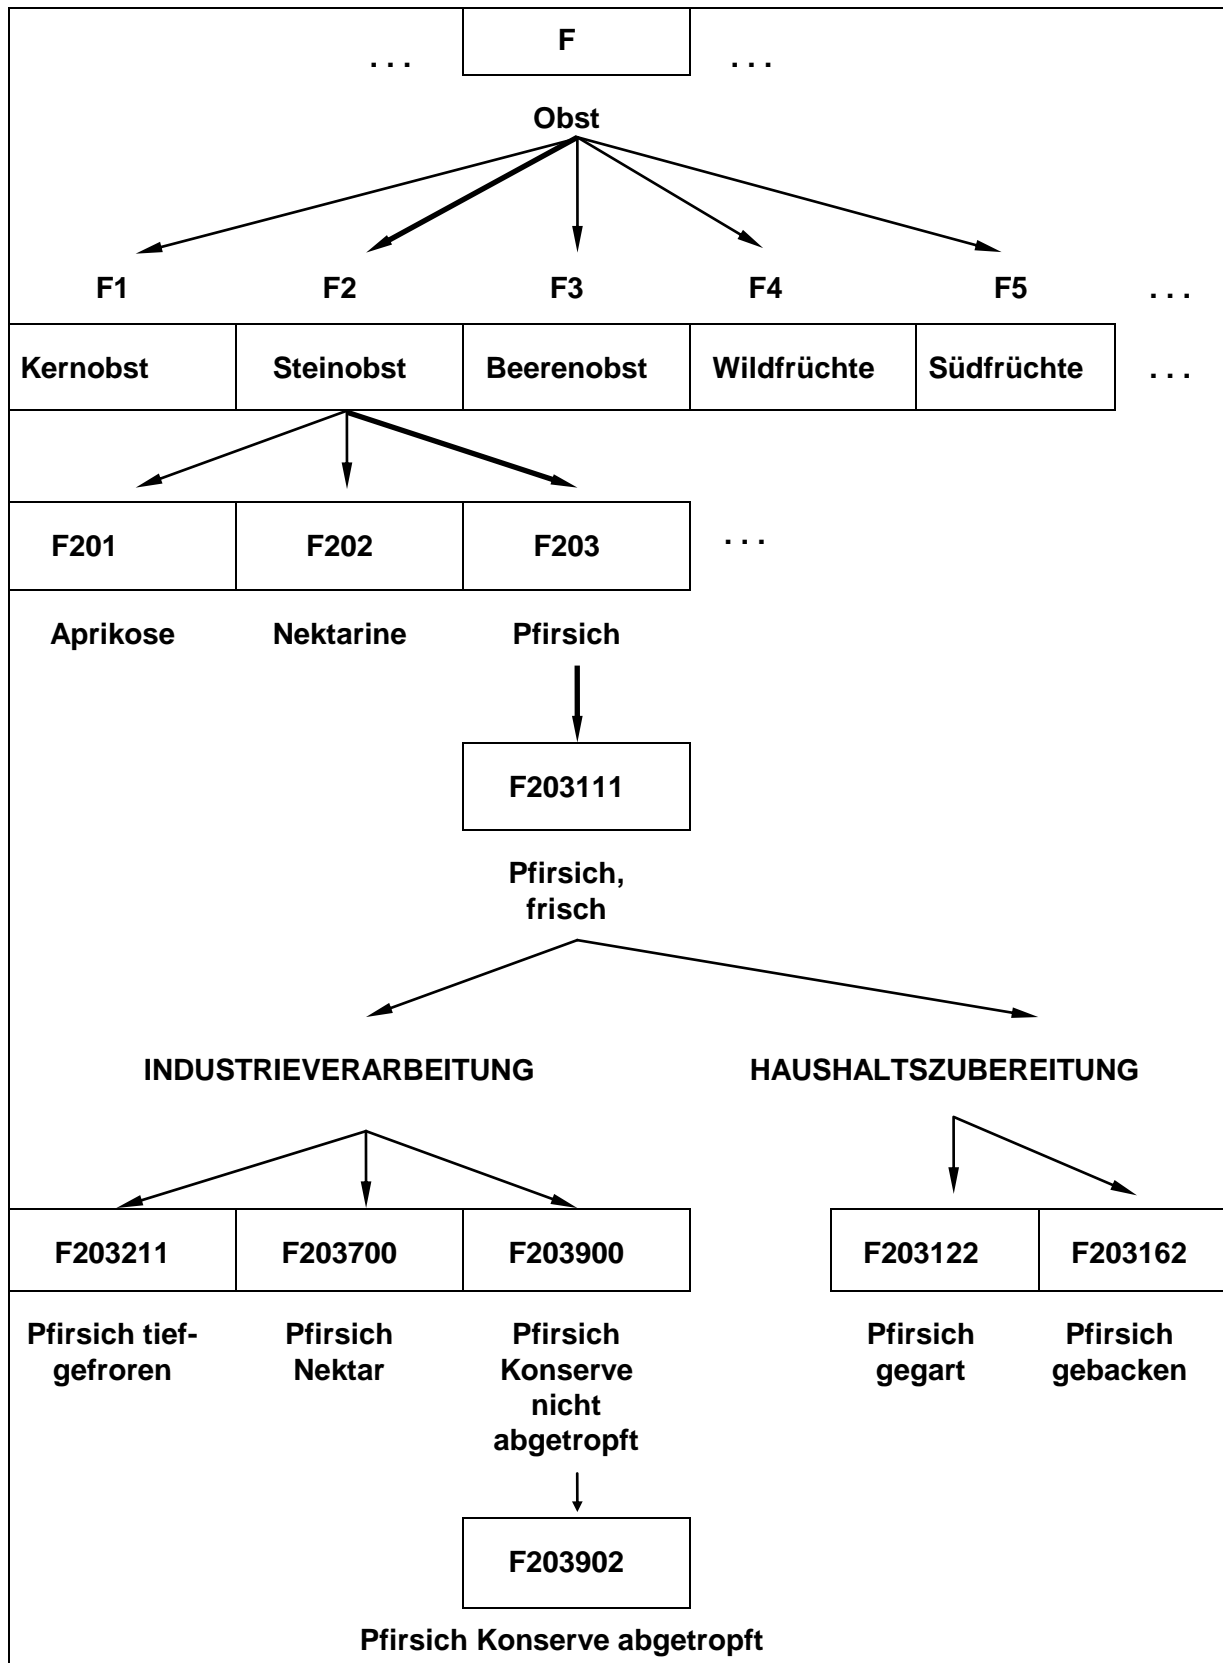 F
. . . . . .
Obst
F1 F2 F3 F4 F5 . . .
Kernobst Steinobst Beerenobst Wildfrüchte Südfrüchte . . .
F201 F202 F203 . . .
Aprikose Nektarine Pfirsich
F203111
Pfirsich,
frisch
INDUSTRIEVERARBEITUNG HAUSHALTSZUBEREITUNG
F203211 F203700 F203900 F203122 F203162
Pfirsich tief-
gefroren
Pfirsich
Nektar
Pfirsich
Konserve
nicht
abgetropft
Pfirsich
gegart
Pfirsich
gebacken
F203902
Pfirsich Konserve abgetropft